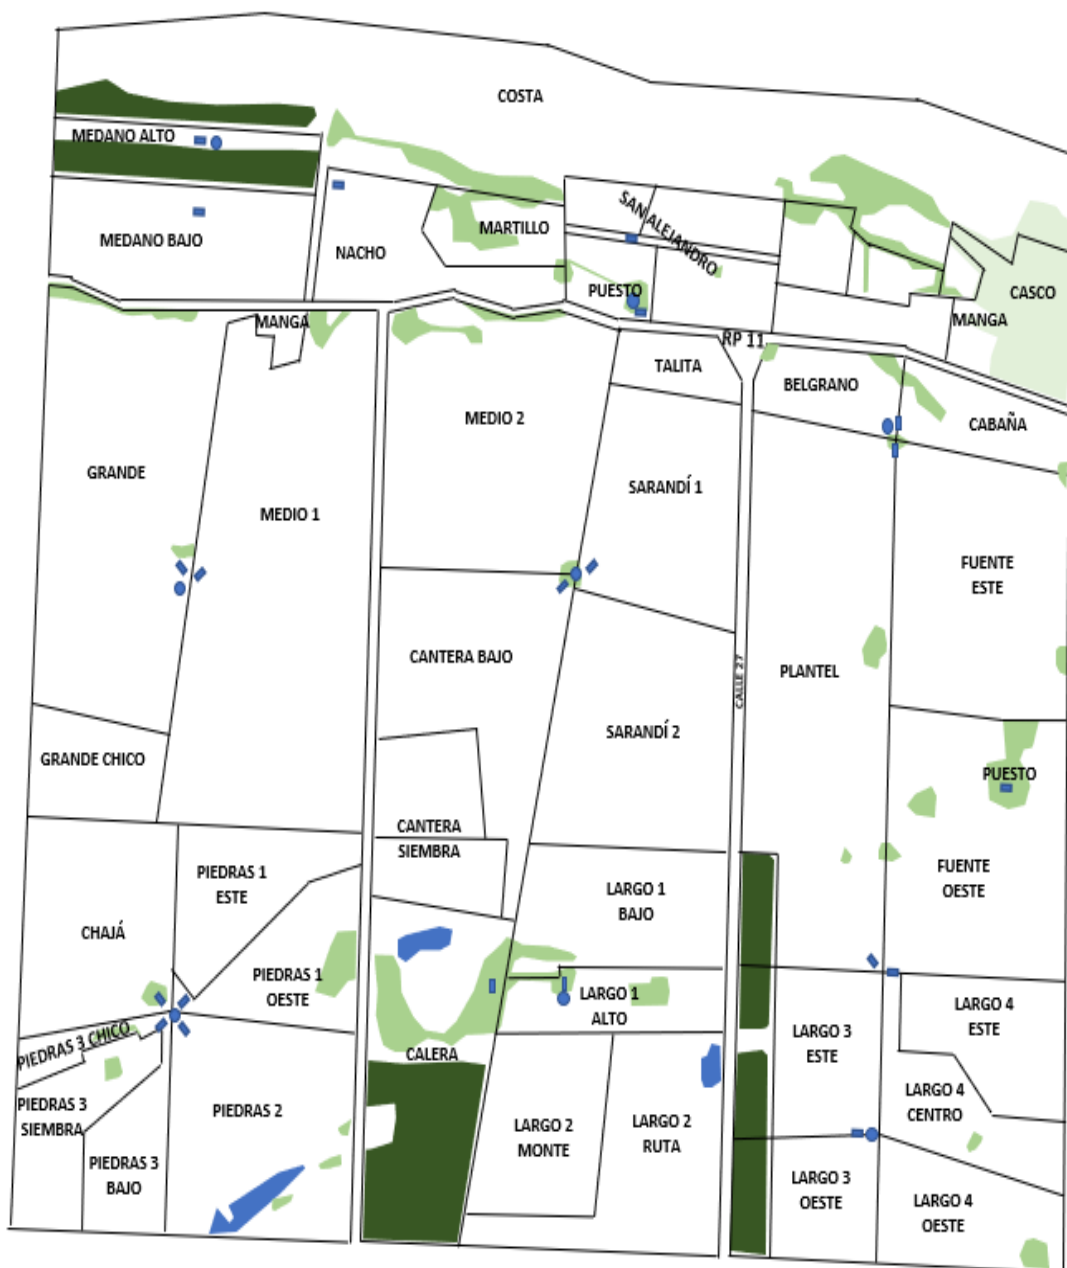 COSTA
MEDANO ALTO
MEDANO BAJO
NACHO
MARTILLO
SAN ALEJANDRO
PUESTO
CASCO
MANGA
MANGA
RP 11
TALITA
BELGRANO
CABAÑA
MEDIO 2
GRANDE
MEDIO 1
SARANDÍ 1
FUENTE
ESTE
CANTERA BAJO
PLANTEL
CALLE 27
SARANDÍ 2
GRANDE CHICO
PUESTO
CANTERA
SIEMBRA
PIEDRAS 1
ESTE
LARGO 1
BAJO
FUENTE
OESTE
CHAJÁ
PIEDRAS 1
OESTE
LARGO 1
ALTO
LARGO 4
ESTE
PIEDRAS 3 CHICO
CALERA
LARGO 3
ESTE
LARGO 4
CENTRO
PIEDRAS 3
SIEMBRA
PIEDRAS 2
LARGO 2
MONTE
LARGO 2
RUTA
PIEDRAS 3
BAJO
LARGO 3
OESTE
LARGO 4
OESTE